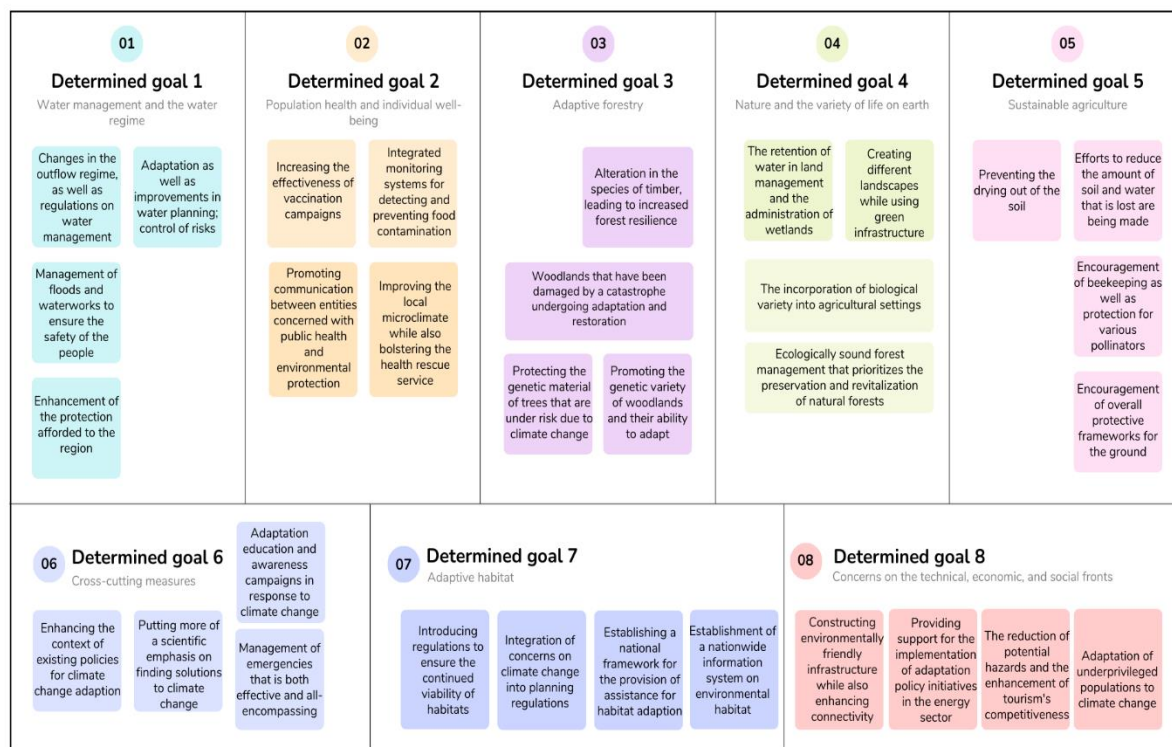 01
Determined goal 1
Water management and the water
regime
Changes in the
outflow regime,
as well as
regulations on
water
management
Adaptation as
well as
improvements in
water planning;
control of risks
Management of
floods and
waterworks to
ensure the
safety of the
people
Enhancement of
the protection
afforded to the
region
02
Determined goal 2
Population health and individual well-
being
Increasing the
effectiveness of
vaccination
campaigns
Integrated
monitoring
systems for
detecting and
preventing food
contamination
Promoting
communication
between entities
concerned with
public health
and
environmental
protection
Improving the
local
microclimate
while also
bolstering the
health rescue
service
03
Determined goal 3
Adaptive forestry
Alteration in the
species of timber,
leading to increased
forest resilience
Woodlands that have been
damaged by a catastrophe
undergoing adaptation and
restoration
Protecting the
genetic material
of trees that are
under risk due to
climate change
Promoting the
genetic variety
of woodlands
and their ability
to adapt
04
Determined goal 4
Nature and the variety of life on earth
The retention of
water in land
management
and the
administration of
wetlands
Creating
different
landscapes
while using
green
infrastructure
The incorporation of biological
variety into agricultural settings
Ecologically sound forest
management that prioritizes the
preservation and revitalization
of natural forests
05
Determined goal 5
Sustainable agriculture
Preventing the
drying out of the
soil
Efforts to reduce
the amount of
soil and water
that is lost are
being made
Encouragement
of beekeeping as
well as
protection for
various
pollinators
Encouragement
of overall
protective
frameworks for
the ground
06
Determined goal 6
Cross-cutting measures
Enhancing the
context of
existing policies
for climate
change adaption
Putting more of
a scientific
emphasis on
finding solutions
to climate
change
Adaptation
education and
awareness
campaigns in
response to
climate change
Management of
emergencies
that is both
effective and all-
encompassing
07
Determined goal 7
Adaptive habitat
Introducing
regulations to
ensure the
continued
viability of
habitats
Integration of
concerns on
climate change
into planning
regulations
Establishing a
national
framework for
the provision of
assistance for
habitat adaption
Establishment of
a nationwide
information
system on
environmental
habitat
08
Determined goal 8
Concerns on the technical, economic, and social fronts
Constructing
environmentally
friendly
infrastructure
while also
enhancing
connectivity
Providing
support for the
implementation
of adaptation
policy initiatives
in the energy
sector
The reduction of
potential
hazards and the
enhancement of
tourism's
competitiveness
Adaptation of
underprivileged
populations to
climate change